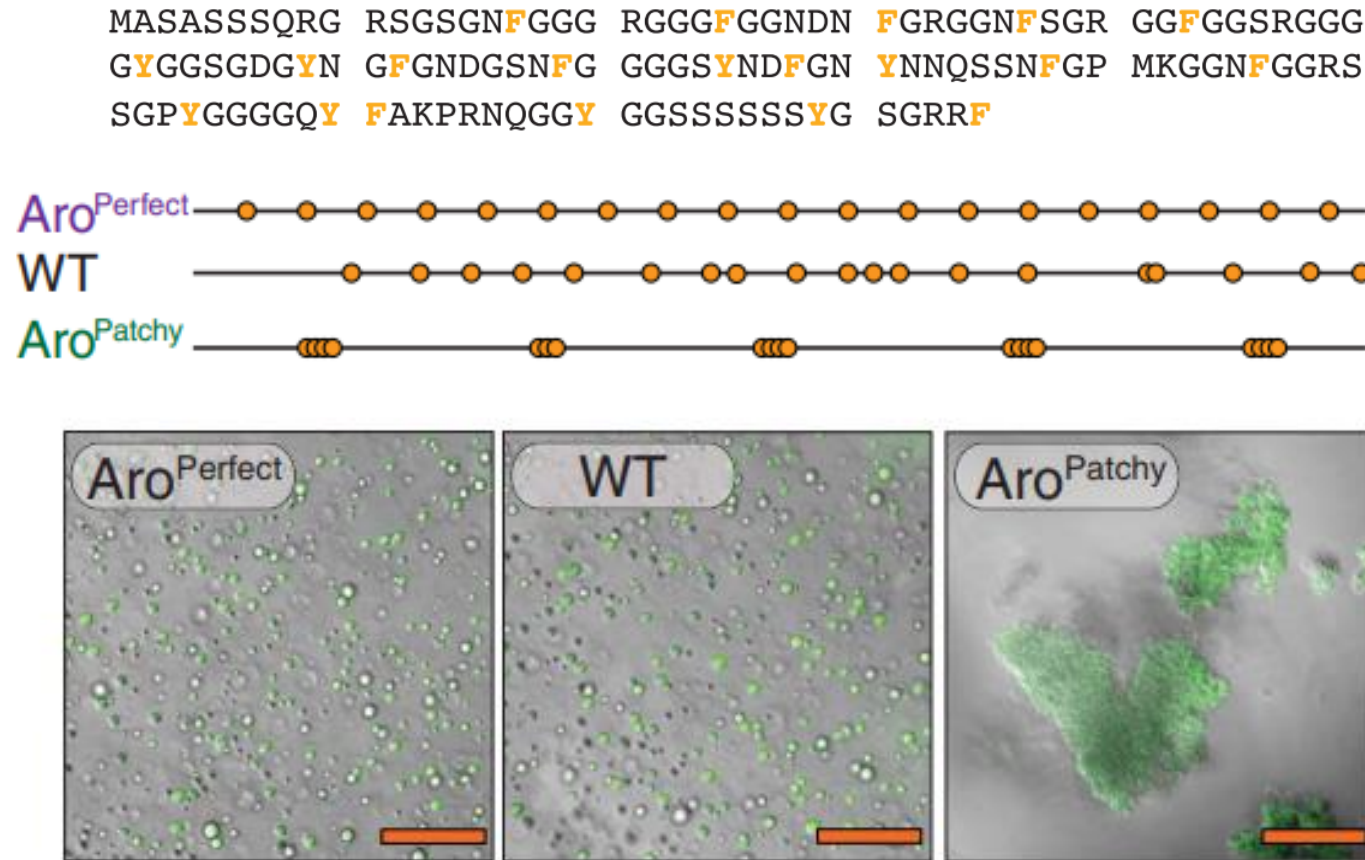 MASASSSQRG RSGSGNFGGG RGGGFGGNDN FGRGGNFSGR GGFGGSRGGG
GYGGSGDGYN GFGNDGSNFG GGGSYNDFGN YNNQSSNFGP MKGGNFGGRS
SGPYGGGGQY FAKPRNQGGY GGSSSSSSYG SGRRF
AroPerfect
WT
AroPatchy
AroPerfect WT AroPatchy